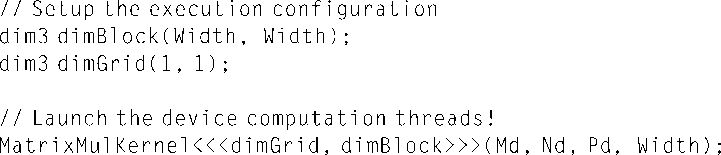 // Setup the execution configuration
dim3 dimBlock(Width, Width);
dim3 dimGrid(1, 1);
// Launch the device computation threads!
MatrixMulKernel<<<dimGrid, dimBlock>>>(Md, Nd, Pd, Width);